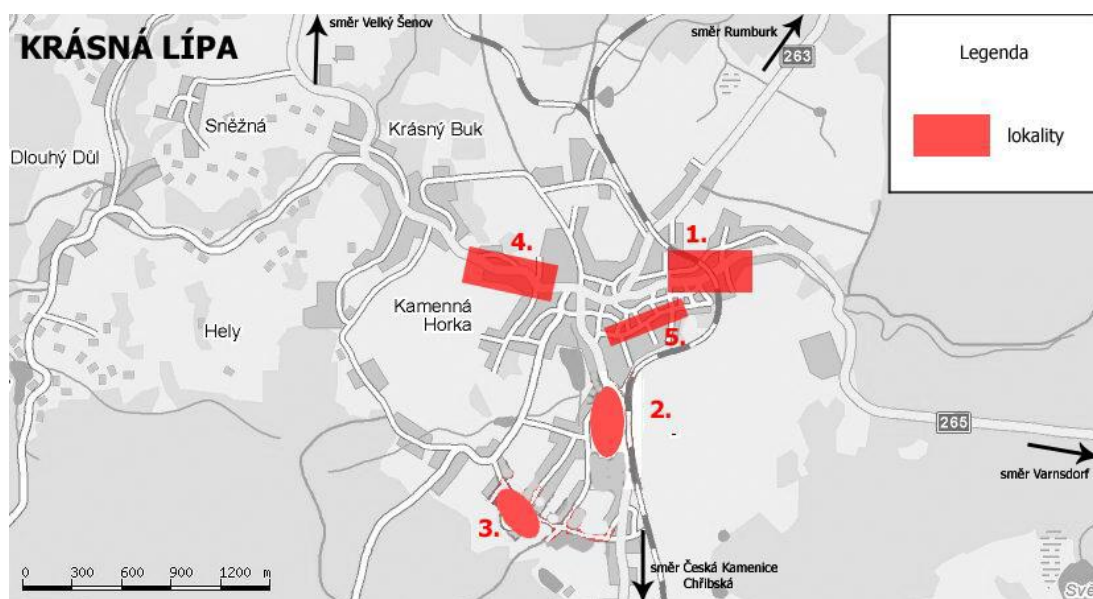 KRÁSNÁ LÍPA
směr Velký Šenov
směr Rumburk
263
Legenda
lokality
Sněžná
Krásný Buk
Dlouhý Důl
1.
4.
Kamenná
Horka
Hely
5.
2.
-
265
směr Varnsdorf
3.
směr Česká Kamenice
Chřibská
0 300 600 900 1200 m
Svě